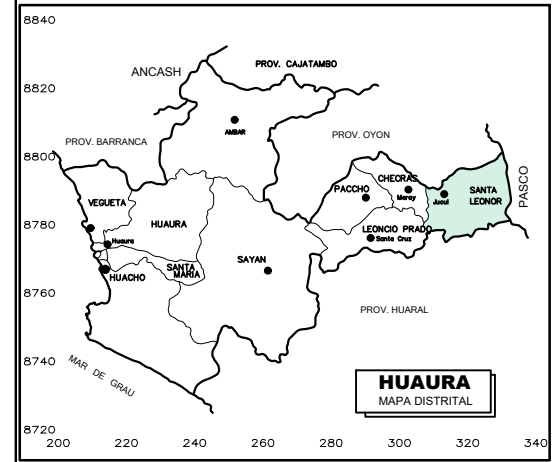 8840
ANCASH
PROV. CAJATAMBO
8820
AMBAR
PROV. BARRANCA
PROV. OYON
8800
VEGUETA
HUAURA
PACCHO
CHECRAS
Maray
Jucul
SANTA
LEONOR
PASCO
8780
Huaura
LEONCIO PRADO
Santa Cruz
SANTA
MARIA
SAYAN
HUACHO
8760
PROV. HUARAL
8740
MAR DE GRAU
HUAURA
MAPA DISTRITAL
8720
200 220 240 260 280 300 320 340